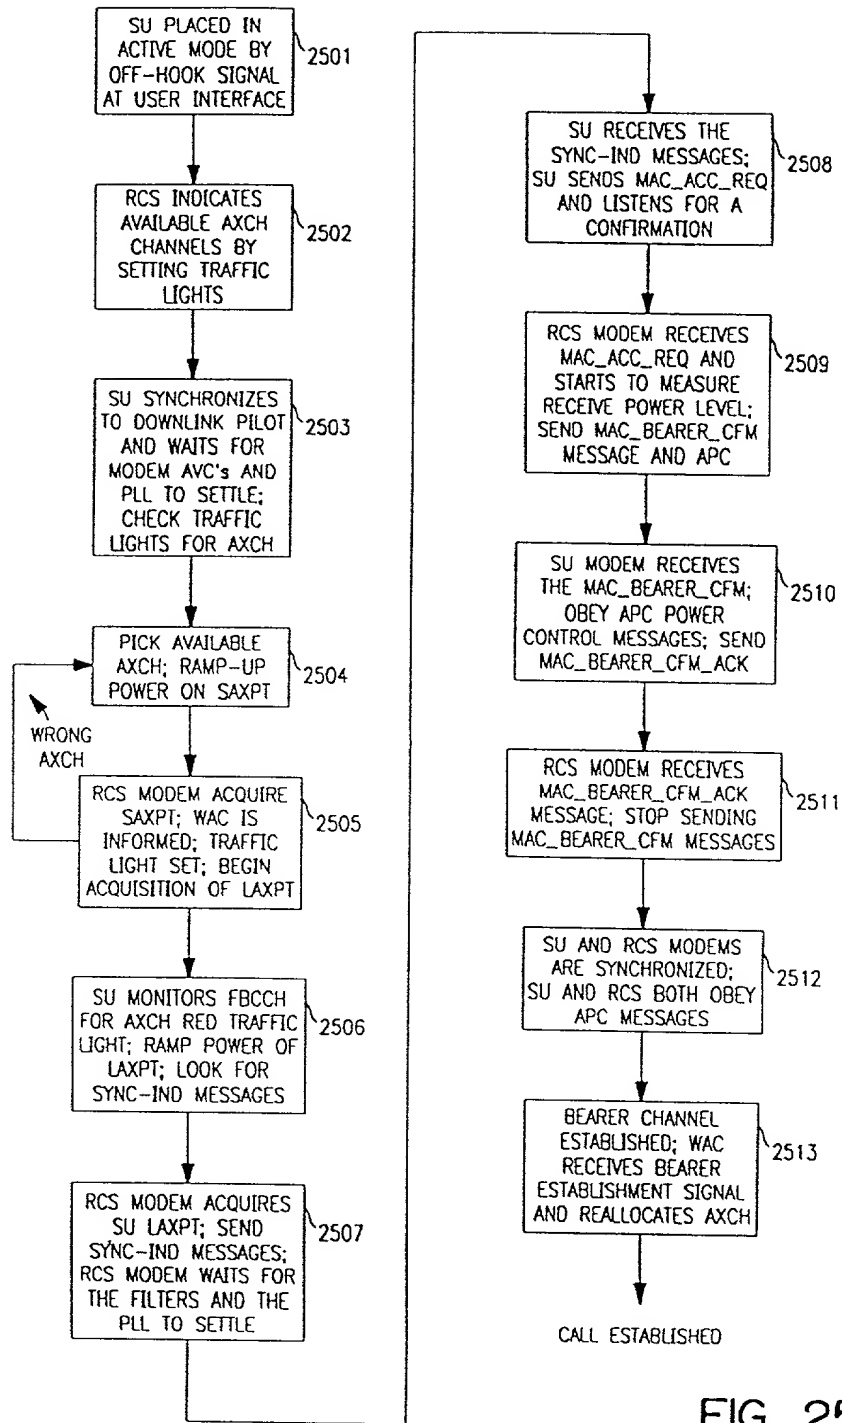 SU PLACED IN
ACTIVE MODE BY
OFF-HOOK SIGNAL
AT USER INTERFACE
2501
RCS INDICATES
AVAILABLE AXCH
CHANNELS BY
SETTING TRAFFIC
LIGHTS
2502
SU SYNCHRONIZES
TO DOWNLINK PILOT
AND WAITS FOR
MODEM AVC's AND
PLL TO SETTLE;
CHECK TRAFFIC
LIGHTS FOR AXCH
2503
PICK AVAILABLE
AXCH; RAMP-UP
POWER ON SAXPT
2504
WRONG
AXCH
RCS MODEM ACQUIRE
SAXPT; WAC IS
INFORMED; TRAFFIC
LIGHT SET; BEGIN
ACQUISITION OF LAXPT
2505
SU MONITORS FBCCH
FOR AXCH RED TRAFFIC
LIGHT; RAMP POWER OF
LAXPT; LOOK FOR
SYNC-IND MESSAGES
2506
RCS MODEM ACQUIRES
SU LAXPT; SEND
SYNC-IND MESSAGES;
RCS MODEM WAITS FOR
THE FILTERS AND THE
PLL TO SETTLE
2507
SU RECEIVES THE
SYNC-IND MESSAGES;
SU SENDS MAC_ACC_REQ
AND LISTENS FOR A
CONFIRMATION
2508
RCS MODEM RECEIVES
MAC_ACC_REQ AND
STARTS TO MEASURE
RECEIVE POWER LEVEL;
SEND MAC_BEARER_CFM
MESSAGE AND APC
2509
SU MODEM RECEIVES
THE MAC_BEARER_CFM;
OBEY APC POWER
CONTROL MESSAGES; SEND
MAC_BEARER_CFM_ACK
2510
RCS MODEM RECEIVES
MAC_BEARER_CFM_ACK
MESSAGE; STOP SENDING
MAC_BEARER_CFM MESSAGES
2511
SU AND RCS MODEMS
ARE SYNCHRONIZED;
SU AND RCS BOTH OBEY
APC MESSAGES
2512
BEARER CHANNEL
ESTABLISHED; WAC
RECEIVES BEARER
ESTABLISHMENT SIGNAL
AND REALLOCATES AXCH
2513
CALL ESTABLISHED
FIG. 25